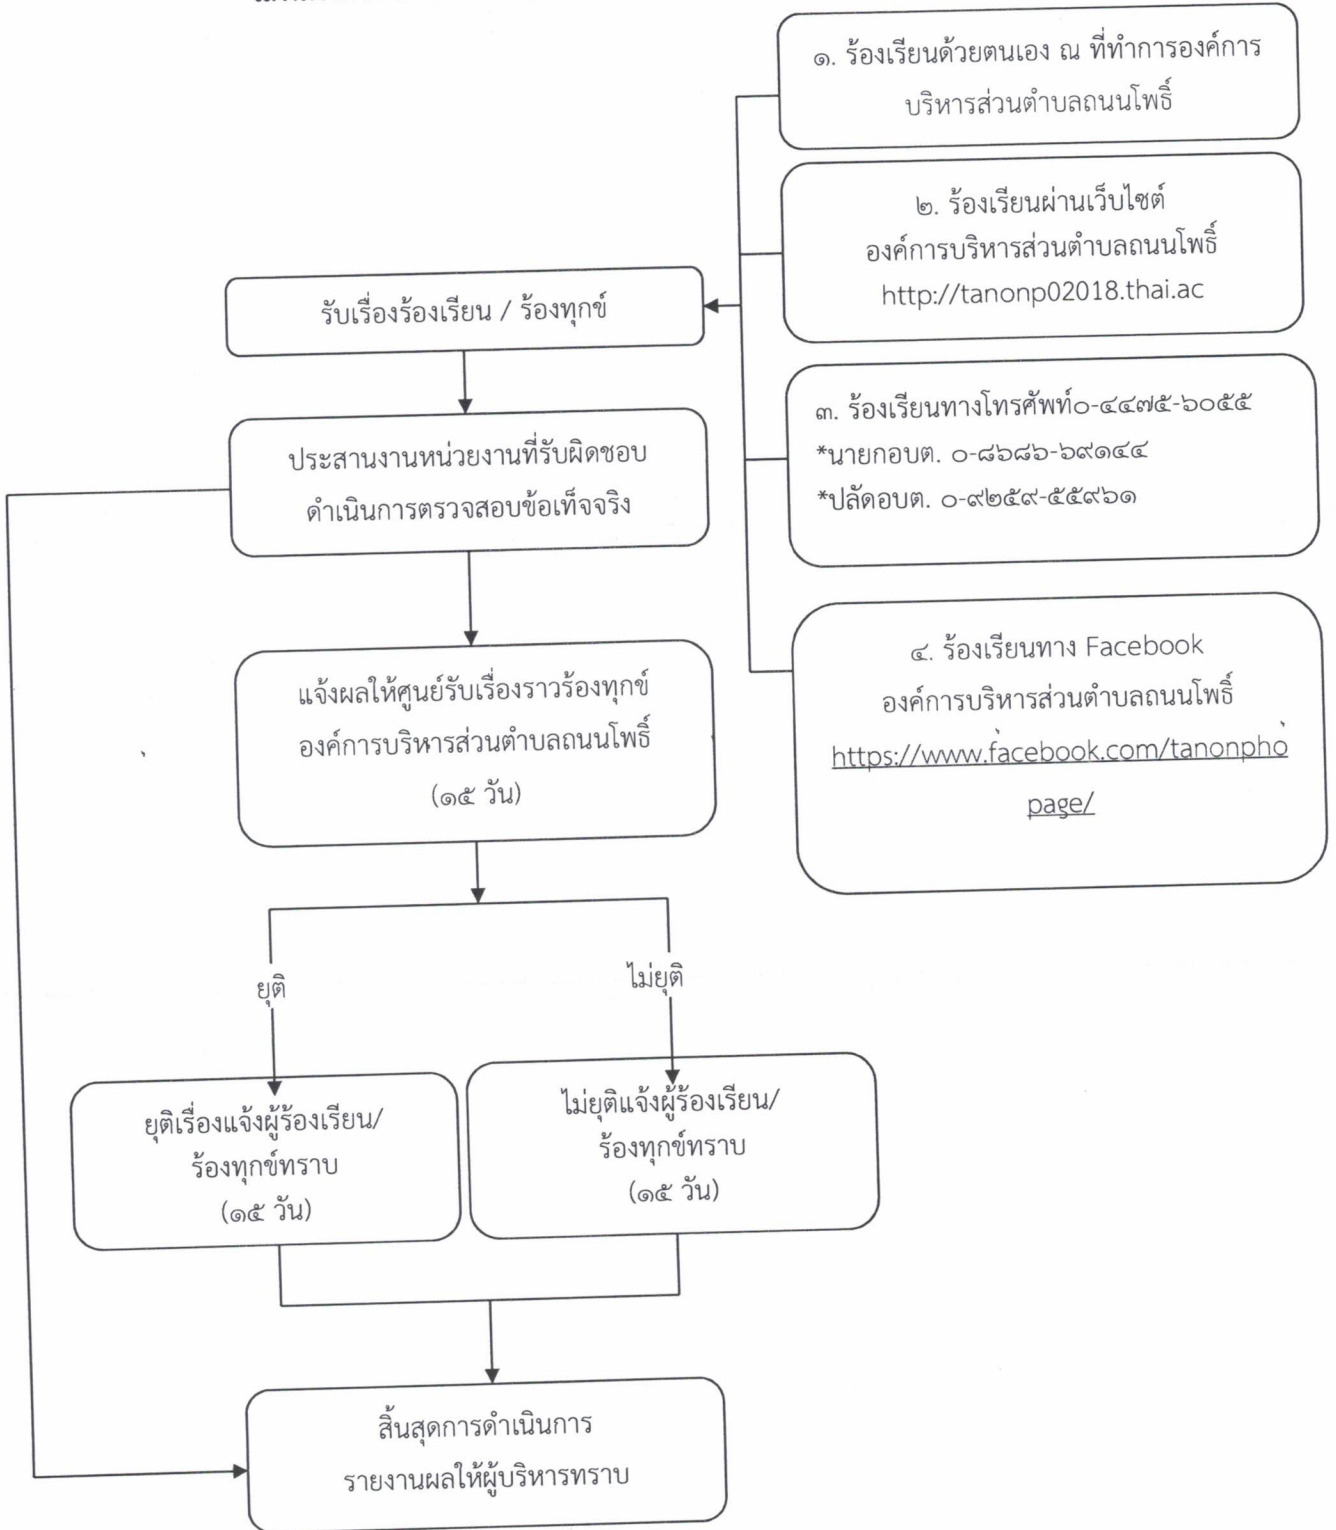 ๑. ร้องเรียนด้วยตนเอง ณ ที่ทำการองค์การ
บริหารส่วนตำบลถนนโพธิ์
๒. ร้องเรียนผ่านเว็บไซต์
องค์การบริหารส่วนตำบลถนนโพธิ์
http://tanonp02018.thai.ac
๓. ร้องเรียนทางโทรศัพท์๐-๔๔๗๕-๖๐๕๕
*นายกอบต. ๐-๘๖๘๖-๖๙๑๔๔
*ปลัดอบต. ๐-๙๒๕๙-๕๕๙๖๑
๔. ร้องเรียนทาง Facebook
องค์การบริหารส่วนตำบลถนนโพธิ์
https://www.facebook.com/tanonpho
page/
รับเรื่องร้องเรียน / ร้องทุกข์
ประสานงานหน่วยงานที่รับผิดชอบ
ดำเนินการตรวจสอบข้อเท็จจริง
แจ้งผลให้ศูนย์รับเรื่องราวร้องทุกข์
องค์การบริหารส่วนตำบลถนนโพธิ์
(๑๕ วัน)
ยุติ
ไม่ยุติ
ยุติเรื่องแจ้งผู้ร้องเรียน/
ร้องทุกข์ทราบ
(๑๕ วัน)
ไม่ยุติแจ้งผู้ร้องเรียน/
ร้องทุกข์ทราบ
(๑๕ วัน)
สิ้นสุดการดำเนินการ
รายงานผลให้ผู้บริหารทราบ